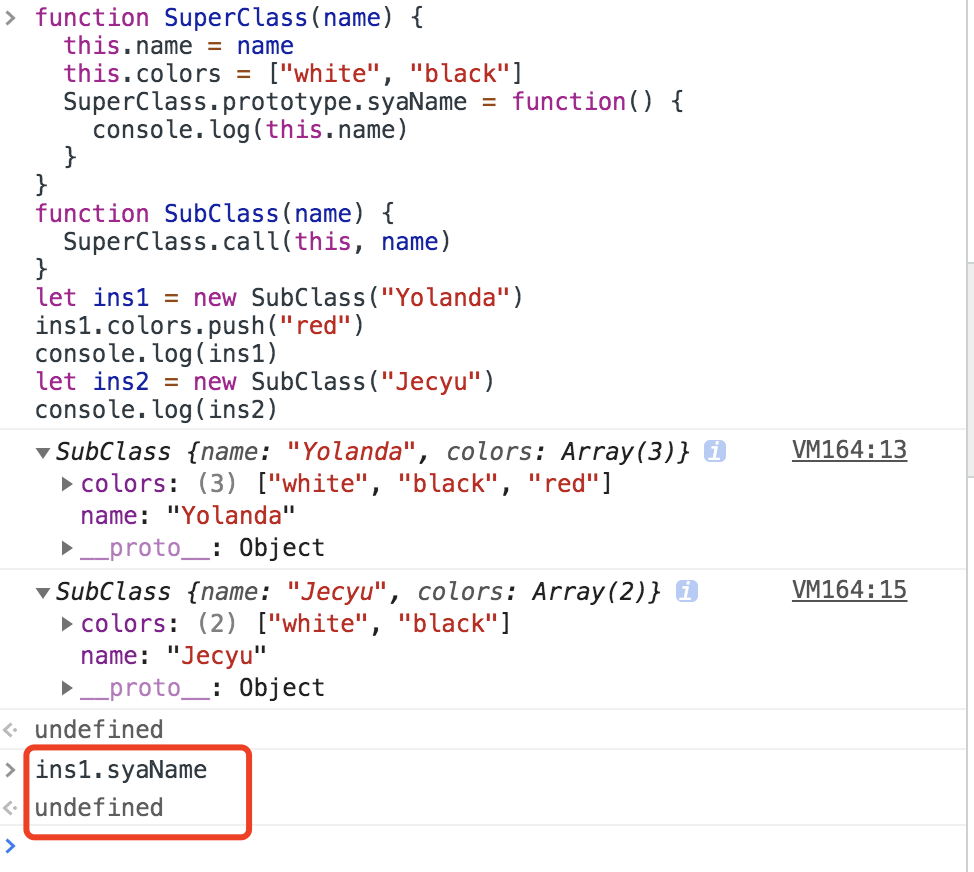 > function SuperClass(name) {
this.name = name
this.colors = ["white", "black"]
SuperClass.prototype.syaName = function() {
console.log(this.name)
}
}
function SubClass(name) {
SuperClass.call(this, name)
}
let ins1 = new SubClass("Yolanda")
ins1.colors.push("red")
console.log(ins1)
let ins2 = new SubClass("Jecyu")
console.log(ins2)
▼SubClass {name: "Yolanda", colors: Array(3)} i VM164:13
▶colors: (3) ["white", "black", "red"]
name: "Yolanda"
▶__proto__: Object
▼SubClass {name: "Jecyu", colors: Array(2)} i VM164:15
▶colors: (2) ["white", "black"]
name: "Jecyu"
▶__proto__: Object
undefined
> ins1.syaName
undefined
>